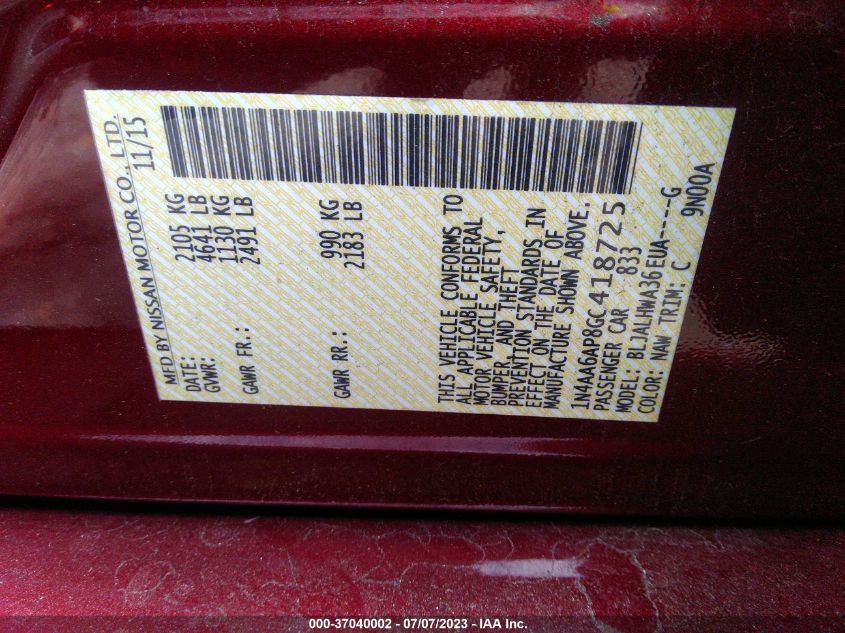 MFD BY NISSAN MOTOR CO., LTD.
DATE: 11/15
GVWR: 2105 KG
4641 LB
GAWR FR.: 1130 KG
2491 LB
GAWR RR.: 990 KG
2183 LB
THIS VEHICLE CONFORMS TO
ALL APPLICABLE FEDERAL
MOTOR VEHICLE SAFETY,
BUMPER, AND THEFT
PREVENTION STANDARDS IN
EFFECT ON THE DATE OF
MANUFACTURE SHOWN ABOVE.
1N4AA6AP8GC418725
PASSENGER CAR 833
MODEL: BLJALHWA36EUA-----G
COLOR: NAW TRIM: C 9N00A
000-37040002 - 07/07/2023 - IAA Inc.